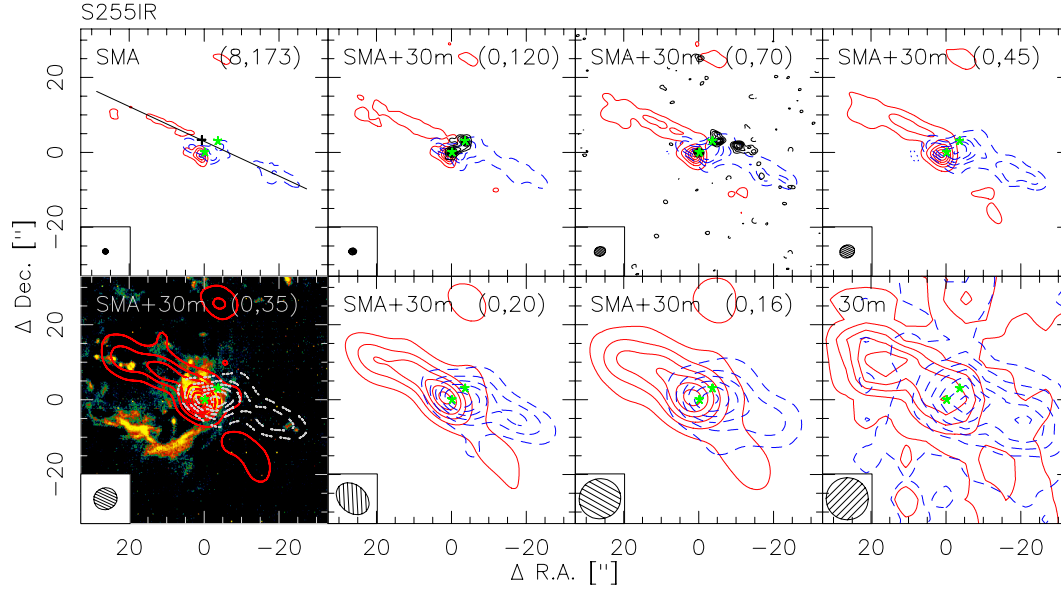 S255IR
SMA (8,173)
SMA+30m (0,120)
SMA+30m (0,70)
SMA+30m (0,45)
20
0
−20
SMA+30m (0,35)
SMA+30m (0,20)
SMA+30m (0,16)
30m
20
0
−20
Δ Dec. ["]
20 0 −20 20 0 −20 20 0 −20 20 0 −20
Δ R.A. ["]